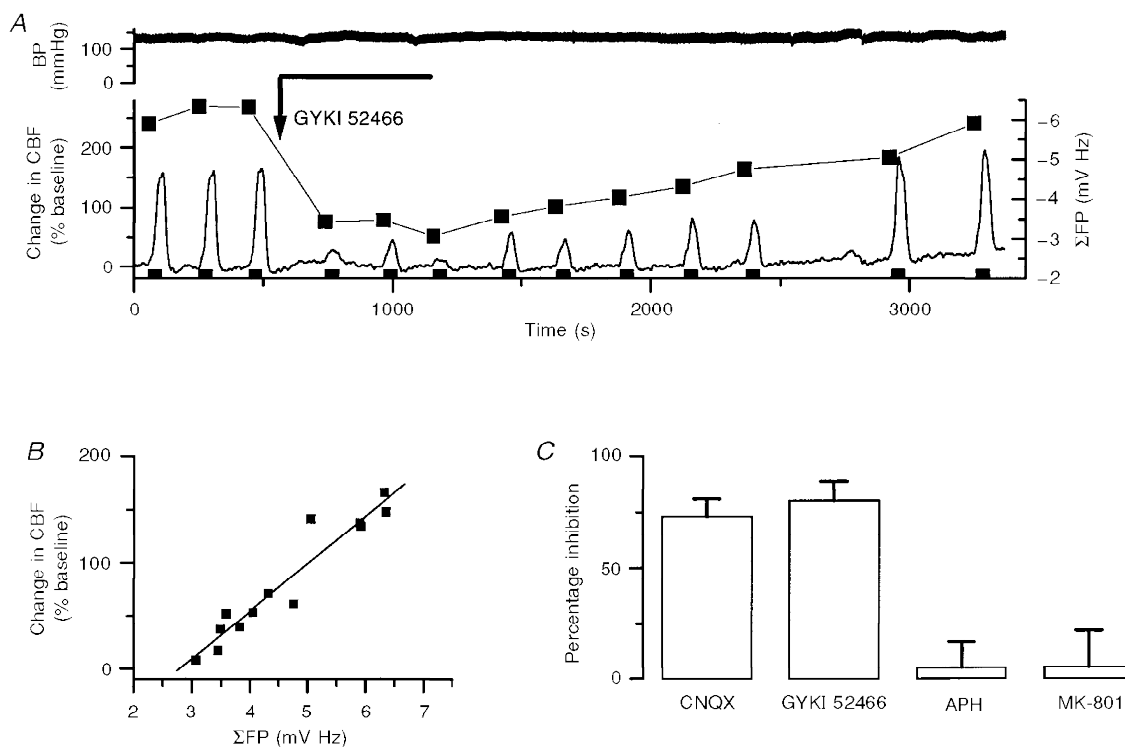 A
BP
(mmHg)
100
0
GYKI 52466
Change in CBF
(% baseline)
200
100
0
-6
-5
-4
-3
-2
ΣFP (mV Hz)
0
1000
2000
3000
Time (s)
B
Change in CBF
(% baseline)
200
100
0
2
3
4
5
6
7
ΣFP (mV Hz)
C
Percentage inhibition
100
50
0
CNQX
GYKI 52466
APH
MK-801